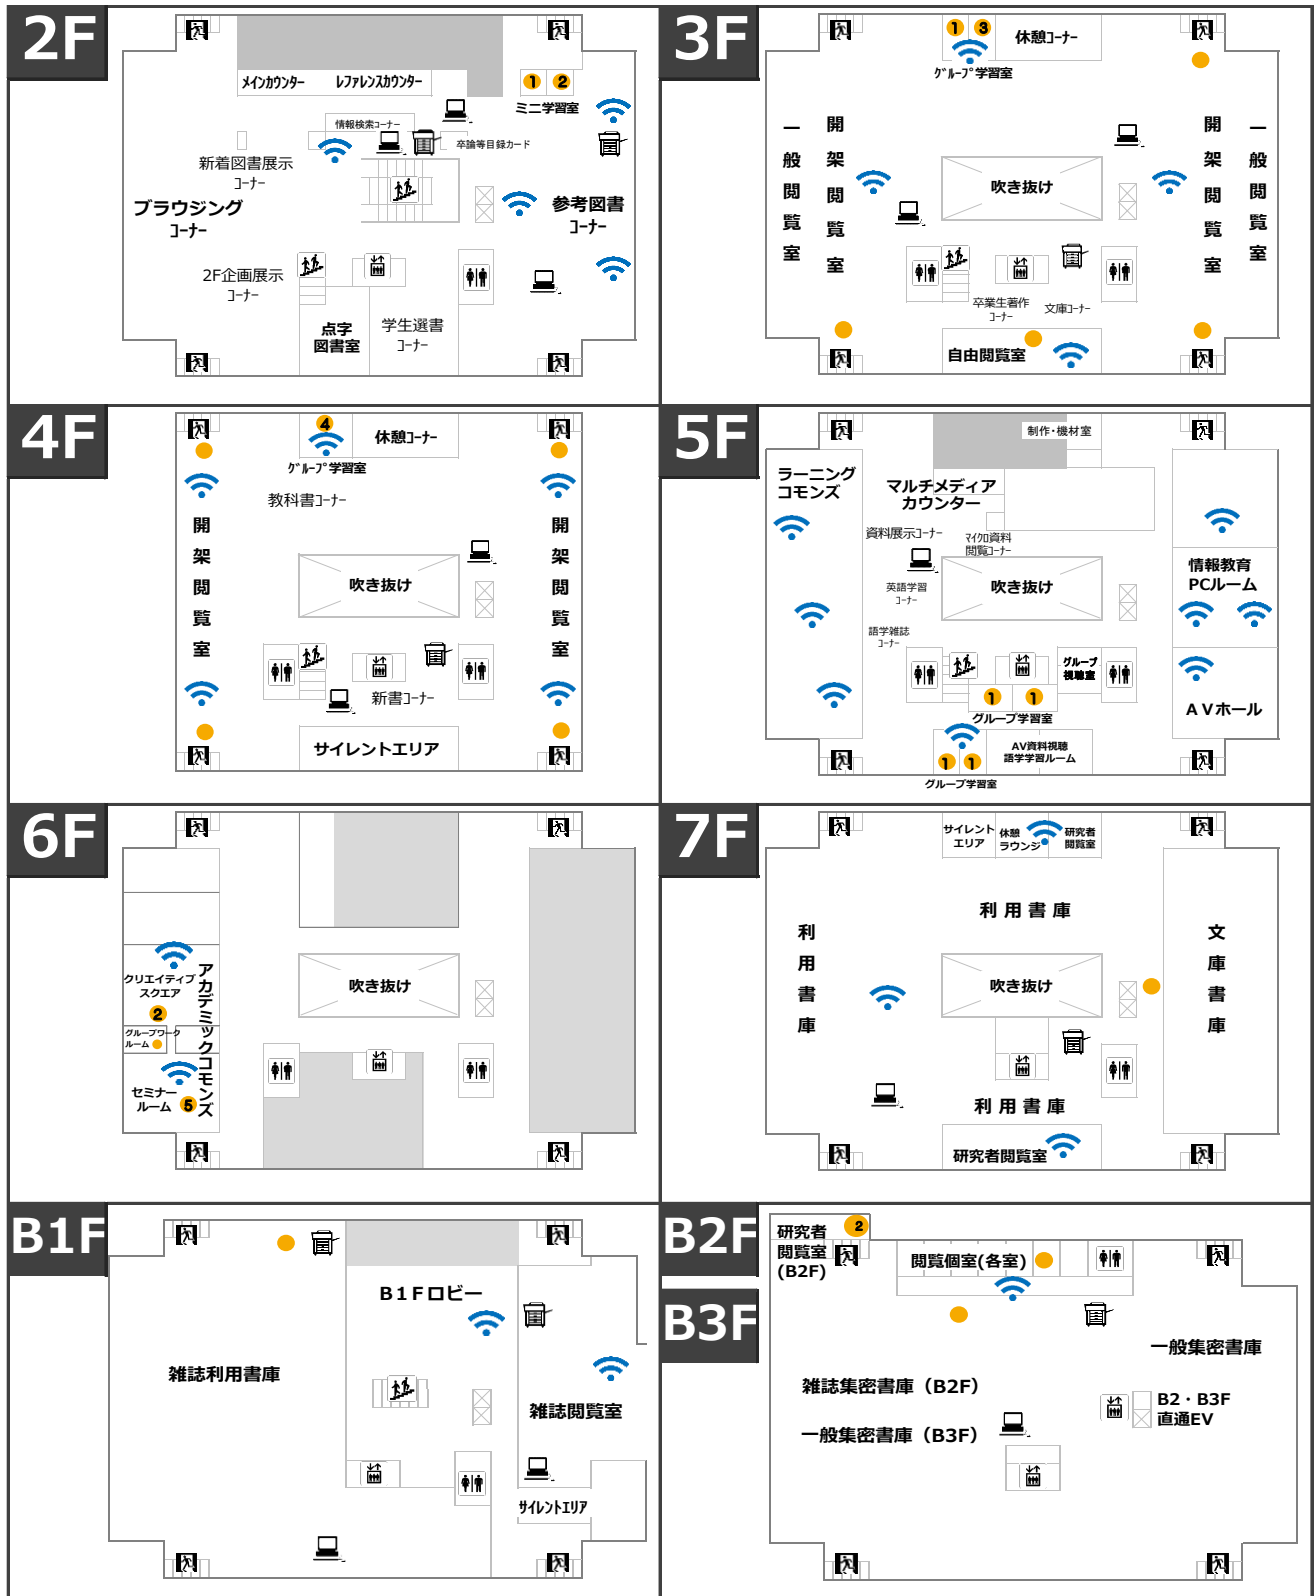 2F
メインカウンター
レファレンスカウンター
1
2
ミニ学習室
情報検索コーナー
卒論等目録カード
新着図書展示
コーナー
ブラウジング
コーナー
参考図書
コーナー
2F企画展示
コーナー
点字
図書室
学生選書
コーナー
3F
1
3
休憩コーナー
グループ学習室
一般閲覧室
開架閲覧室
吹き抜け
開架閲覧室
一般閲覧室
卒業生著作
コーナー
文庫コーナー
自由閲覧室
4F
4
休憩コーナー
グループ学習室
教科書コーナー
開架閲覧室
吹き抜け
開架閲覧室
新書コーナー
サイレントエリア
5F
制作・機材室
ラーニング
コモンズ
マルチメディア
カウンター
資料展示コーナー
マイクロ資料
閲覧コーナー
英語学習
コーナー
吹き抜け
情報教育
PCルーム
語学雑誌
コーナー
グループ
視聴室
1
1
グループ学習室
AVホール
1
1
AV資料視聴
語学学習ルーム
グループ学習室
6F
クリエイティブ
スクエア
2
アカデミックコモンズ
グループワーク
ルーム
セミナー
ルーム
5
吹き抜け
7F
サイレント
エリア
休憩
ラウンジ
研究者
閲覧室
利用書庫
利用書庫
吹き抜け
文庫書庫
利用書庫
研究者閲覧室
B1F
B1Fロビー
雑誌利用書庫
雑誌閲覧室
サイレントエリア
B2F
B3F
研究者
閲覧室
(B2F)
2
閲覧個室(各室)
一般集密書庫
雑誌集密書庫（B2F）
一般集密書庫（B3F）
B2・B3F
直通EV